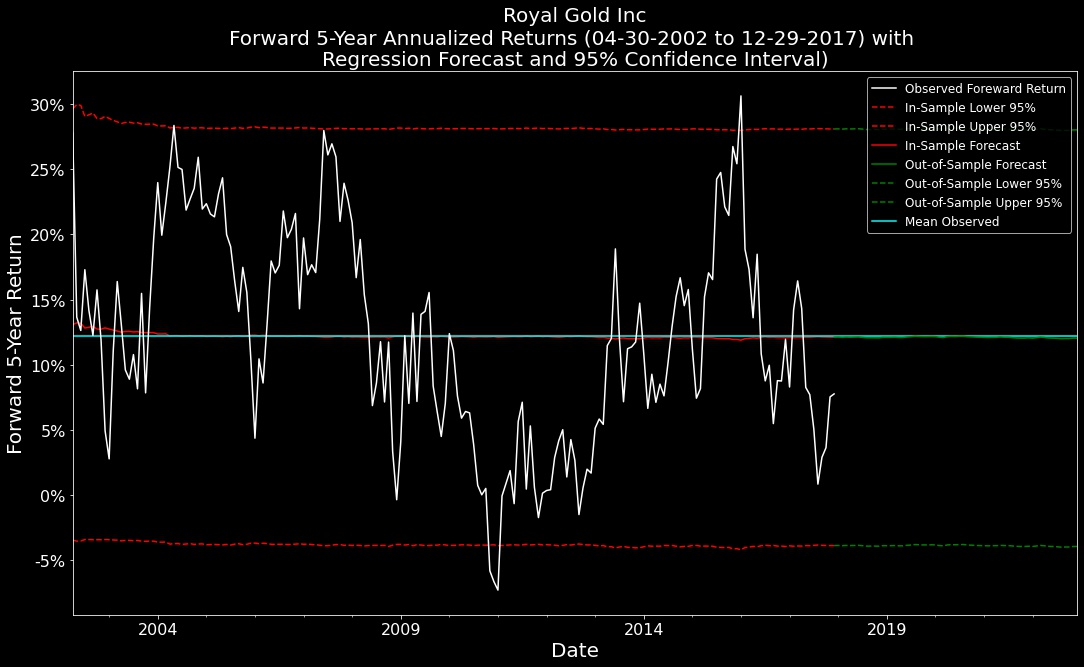 Royal Gold Inc
Forward 5-Year Annualized Returns (04-30-2002 to 12-29-2017) with
Regression Forecast and 95% Confidence Interval)
Observed Foreward Return
In-Sample Lower 95%
In-Sample Upper 95%
In-Sample Forecast
Out-of-Sample Forecast
Out-of-Sample Lower 95%
Out-of-Sample Upper 95%
Mean Observed
Forward 5-Year Return
30%
25%
20%
15%
10%
5%
0%
-5%
2004
2009
2014
2019
Date